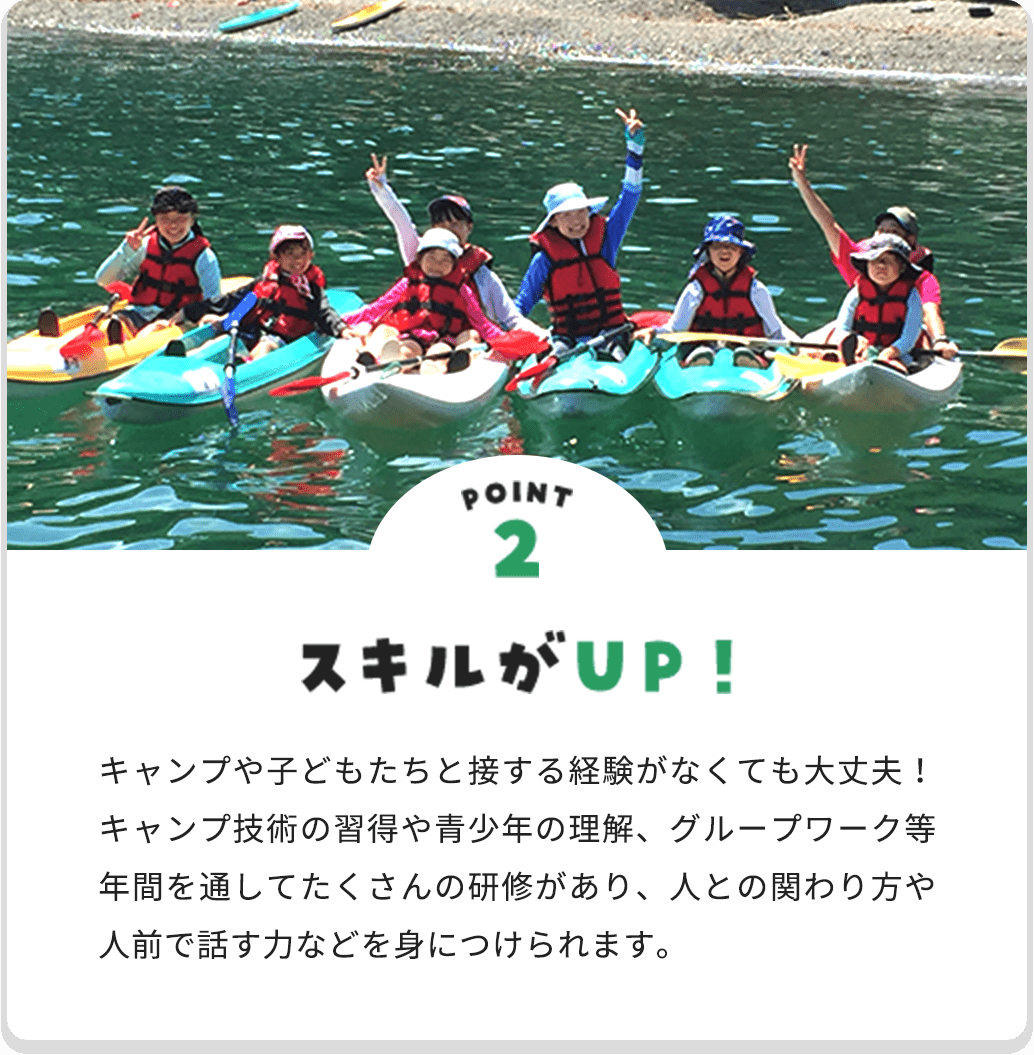 POINT
2
スキルがUP！
キャンプや子どもたちと接する経験がなくても大丈夫！
キャンプ技術の習得や青少年の理解、グループワーク等
年間を通してたくさんの研修があり、人との関わり方や
人前で話す力などを身につけられます。